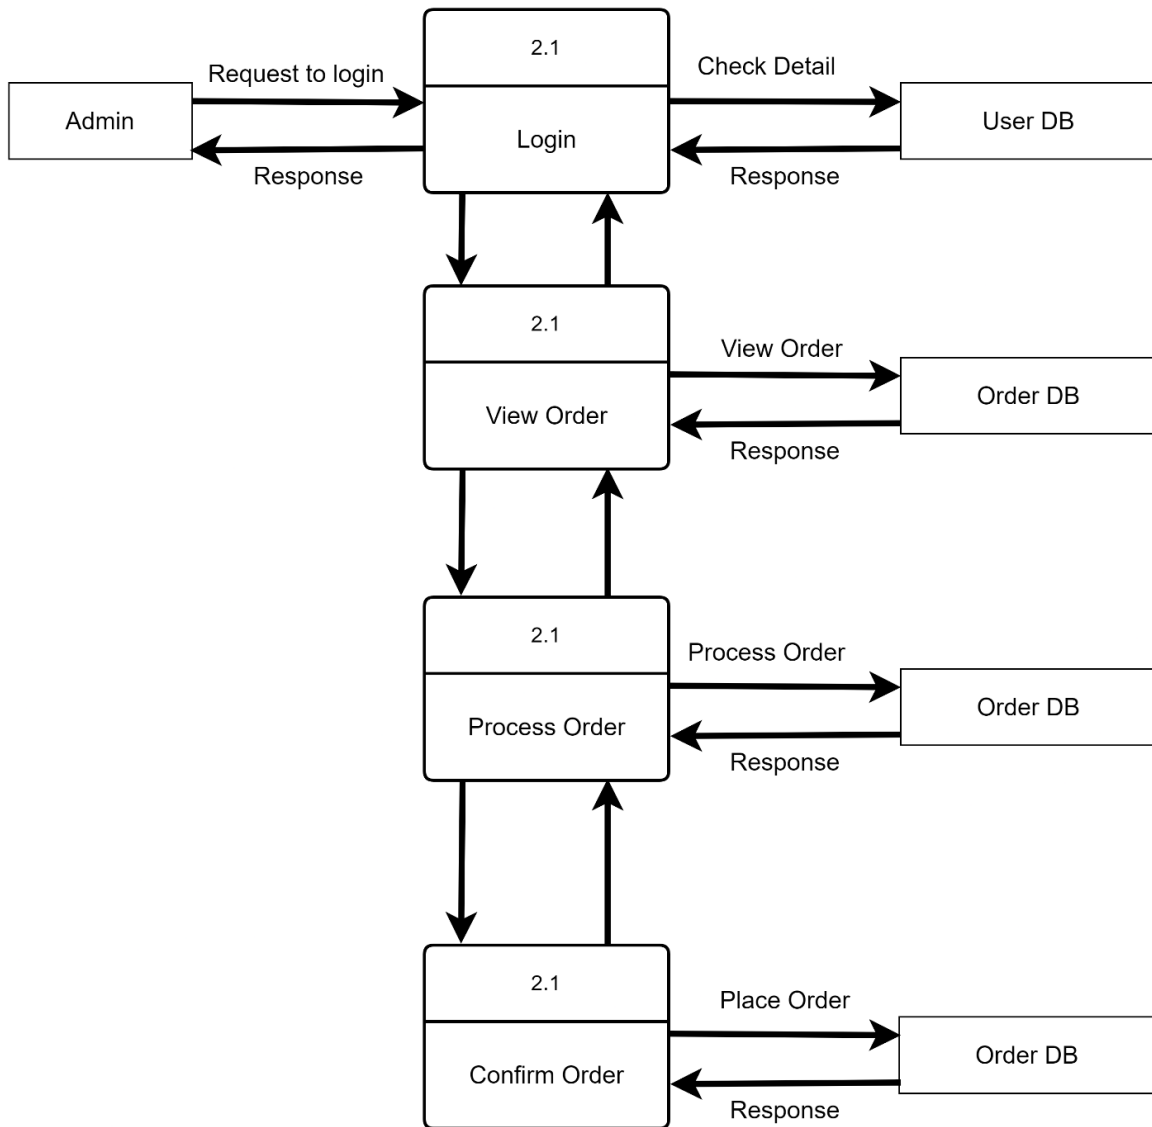 2.1
Request to login
Check Detail
Admin
Login
User DB
Response
Response
2.1
View Order
View Order
Order DB
Response
2.1
Process Order
Process Order
Order DB
Response
2.1
Place Order
Confirm Order
Order DB
Response